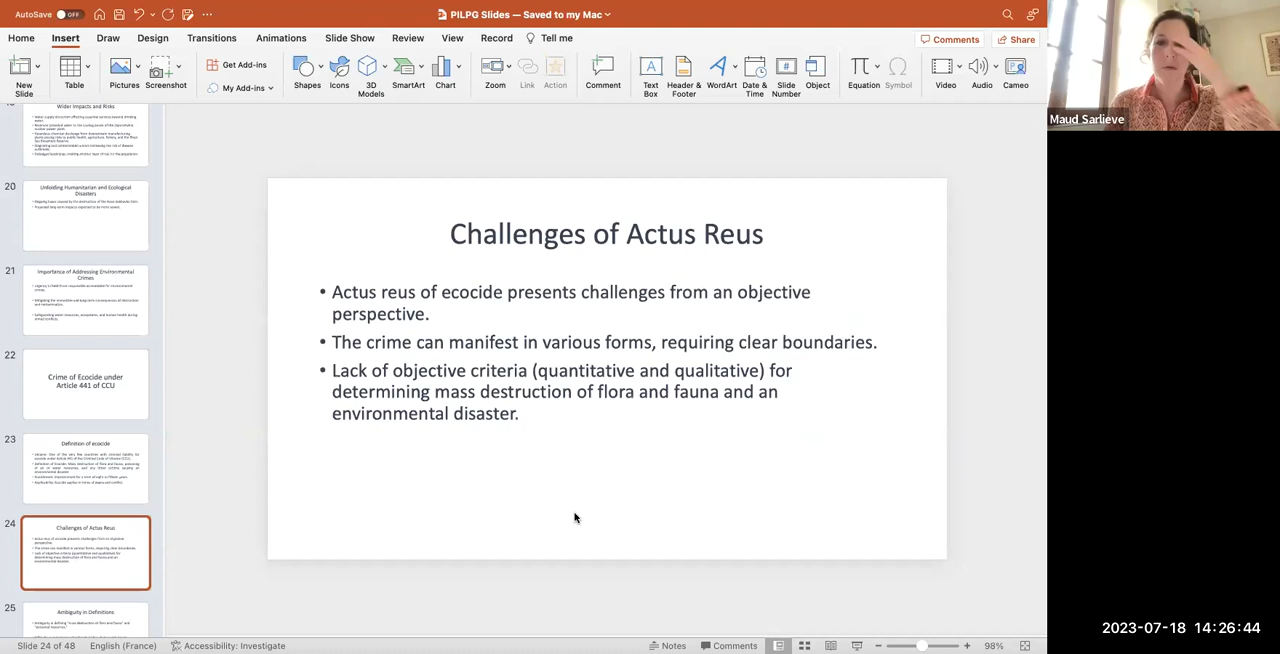 AutoSave OFF
PILPG Slides — Saved to my Mac
Home Insert Draw Design Transitions Animations Slide Show Review View Record Tell me
Comments Share
New Slide
Table
Pictures
Screenshot
Get Add-ins
My Add-ins
Shapes
Icons
3D Models
SmartArt
Chart
Zoom
Link
Action
Comment
Text Box
Header & Footer
WordArt
Date & Time
Slide Number
Object
Equation
Symbol
Video
Audio
Cameo
Maud Sarlieve
Wider Impacts and Risks
20
Unfolding Humanitarian and Ecological
Disasters
21
Importance of Addressing Environmental
Crimes
22
Crime of Ecocide under
Article 441 of CCU
23
Definition of ecocide
24
Challenges of Actus Reus
25
Ambiguity in Definitions
Challenges of Actus Reus
• Actus reus of ecocide presents challenges from an objective
perspective.
• The crime can manifest in various forms, requiring clear boundaries.
• Lack of objective criteria (quantitative and qualitative) for
determining mass destruction of flora and fauna and an
environmental disaster.
2023-07-18 14:26:44
Slide 24 of 48 English (France) Accessibility: Investigate Notes Comments 98%